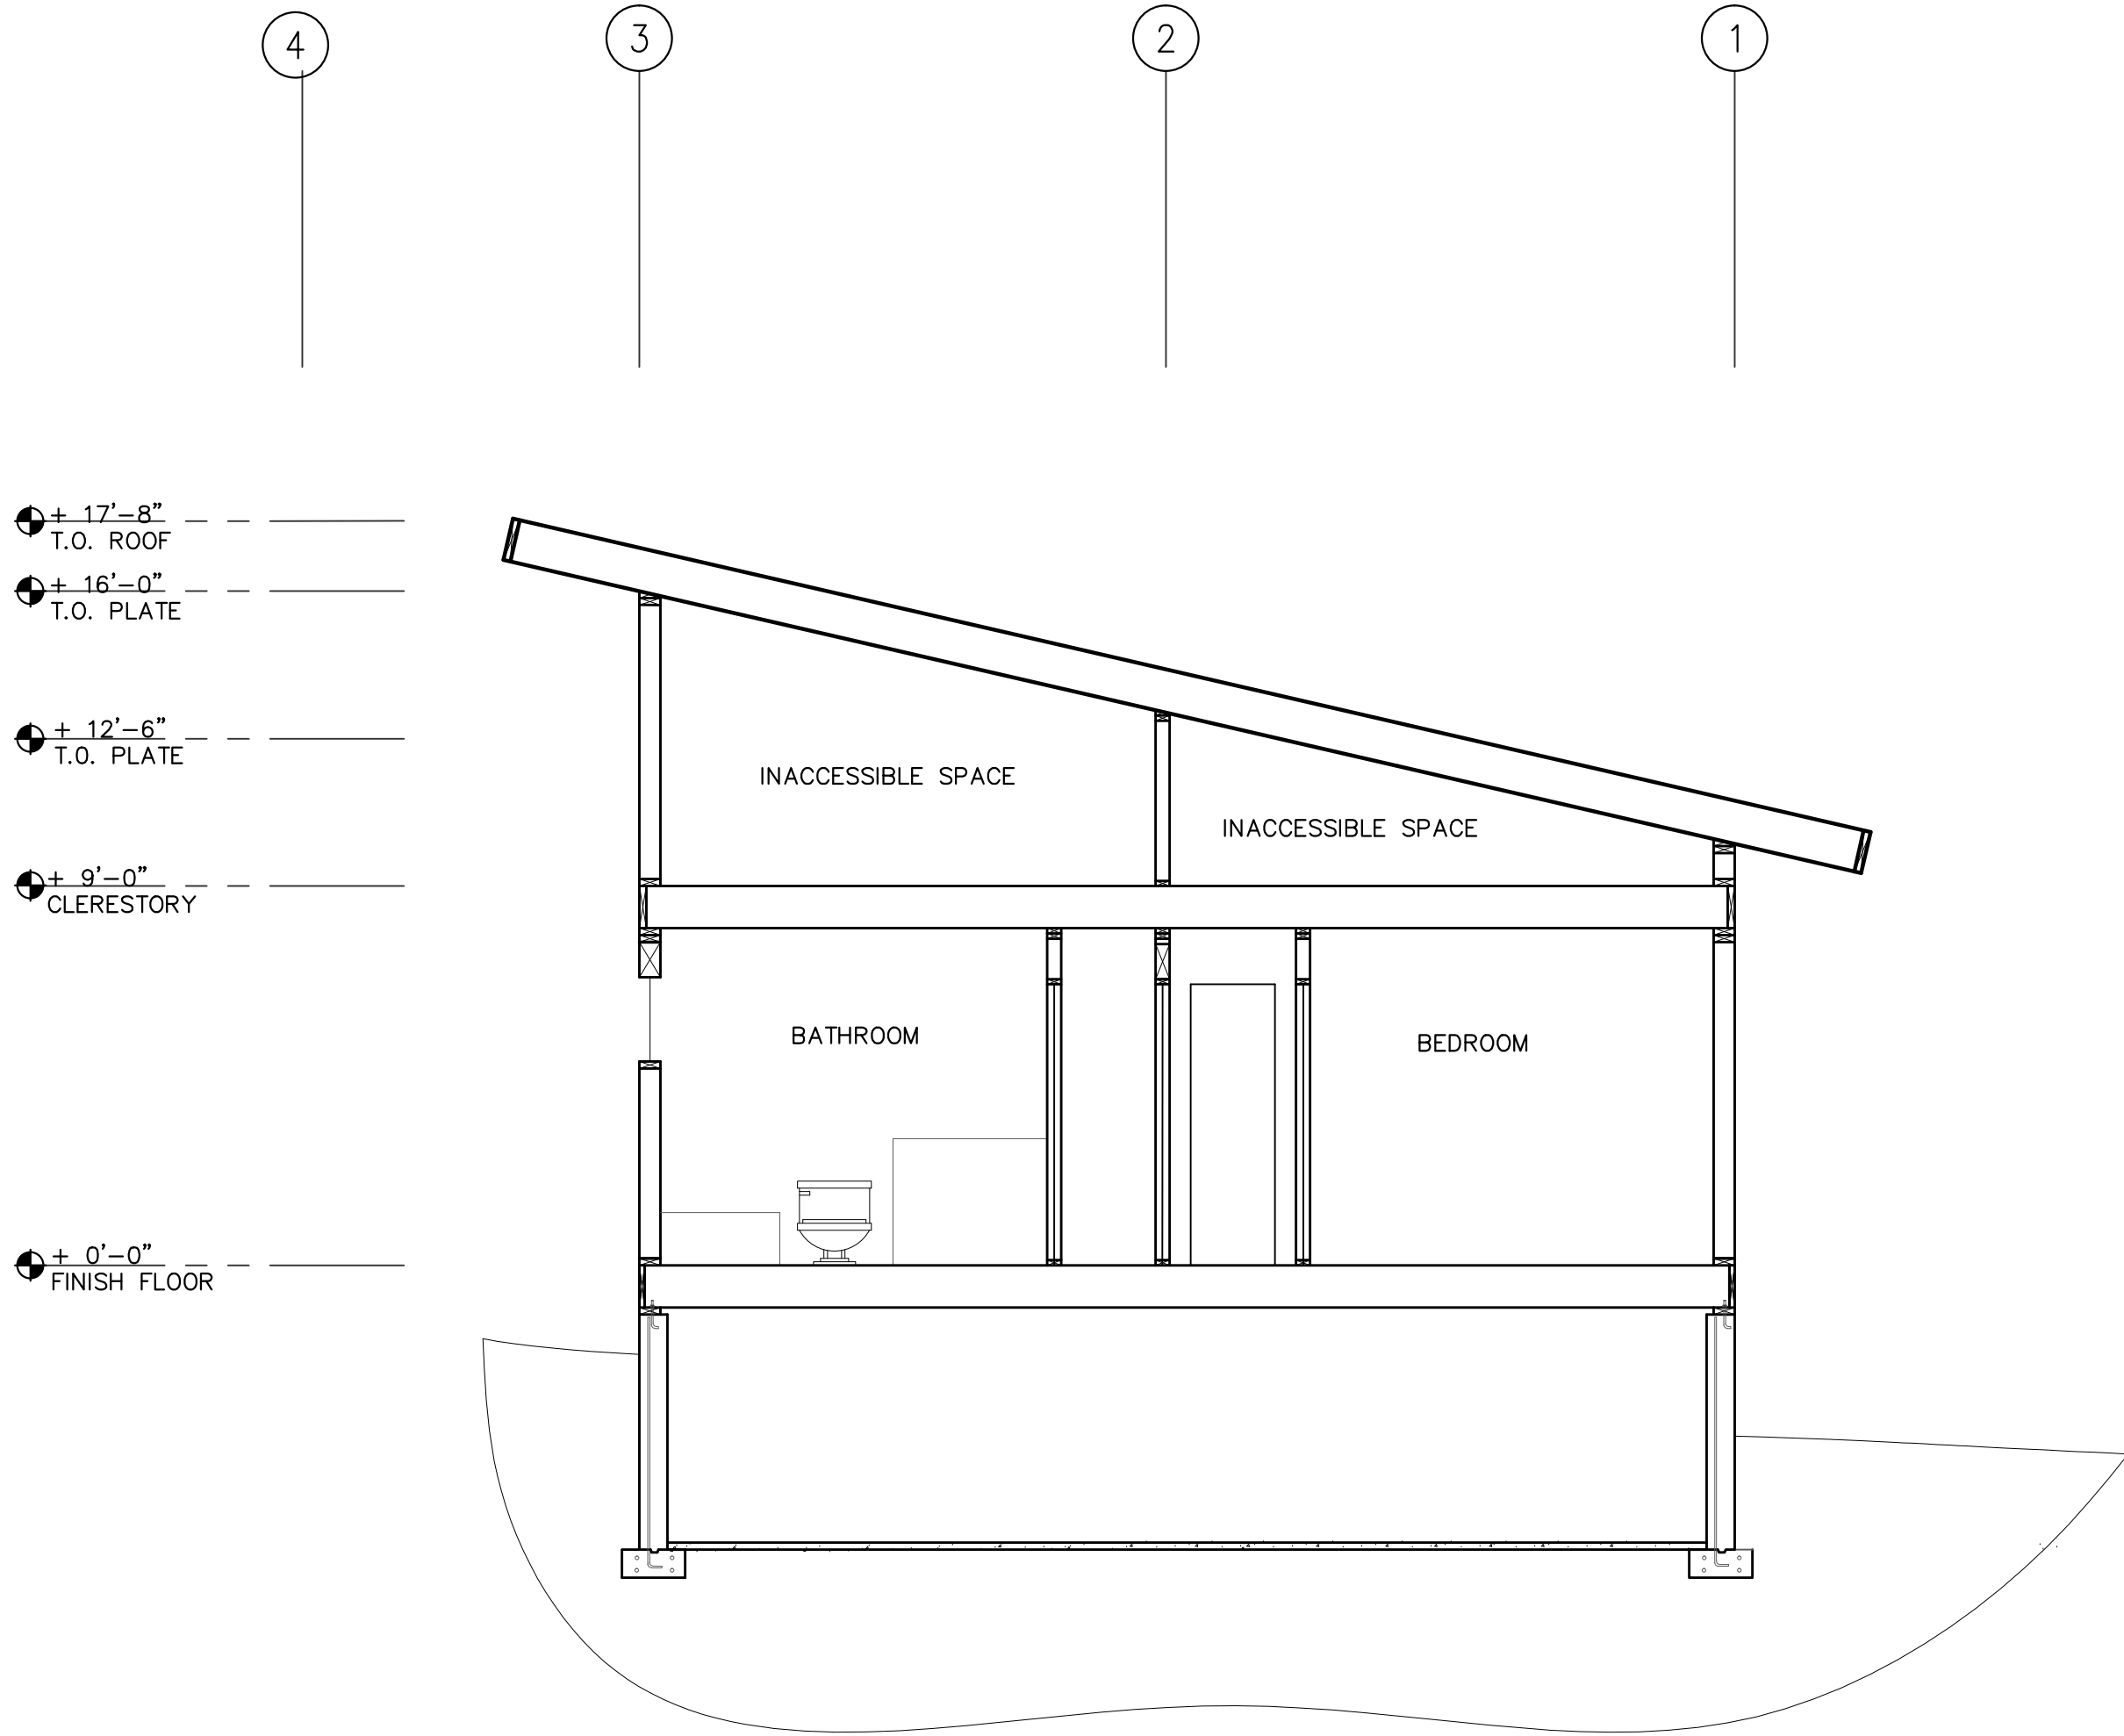 4
3
2
1
+ 17'-8"
T.O. ROOF
+ 16'-0"
T.O. PLATE
+ 12'-6"
T.O. PLATE
INACCESSIBLE SPACE
INACCESSIBLE SPACE
+ 9'-0"
CLERESTORY
BATHROOM
BEDROOM
+ 0'-0"
FINISH FLOOR